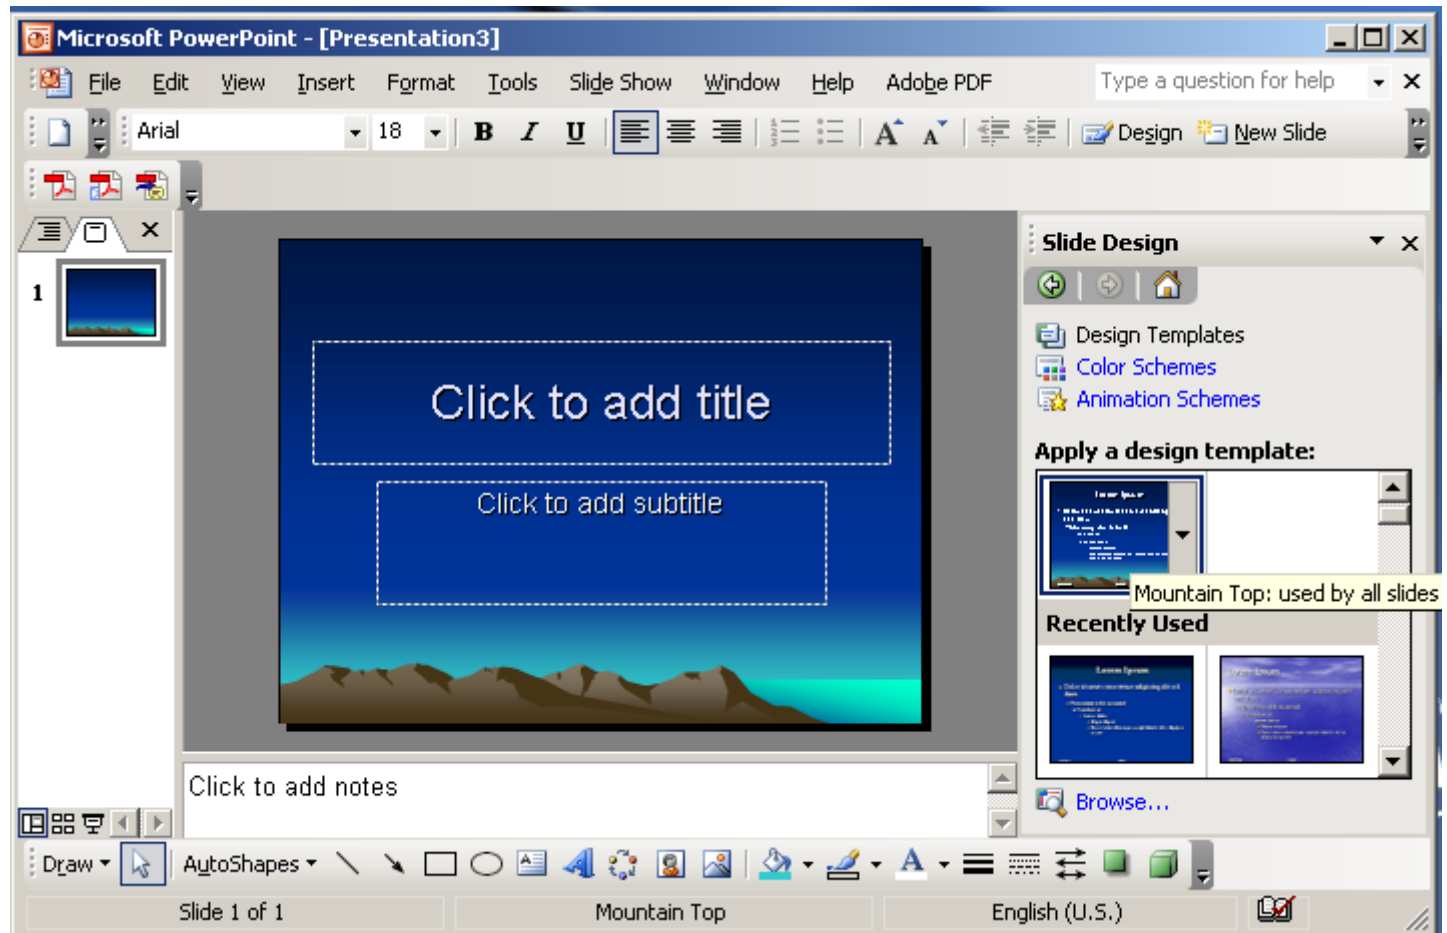 Microsoft PowerPoint - [Presentation3]
File Edit View Insert Format Tools Slide Show Window Help Adobe PDF Type a question for help
Arial 18 B I U A A Design New Slide
1
Click to add title
Click to add subtitle
Click to add notes
Slide Design
Design Templates
Color Schemes
Animation Schemes
Apply a design template:
Mountain Top: used by all slides
Recently Used
Browse...
Draw AutoShapes A
Slide 1 of 1 Mountain Top English (U.S.)